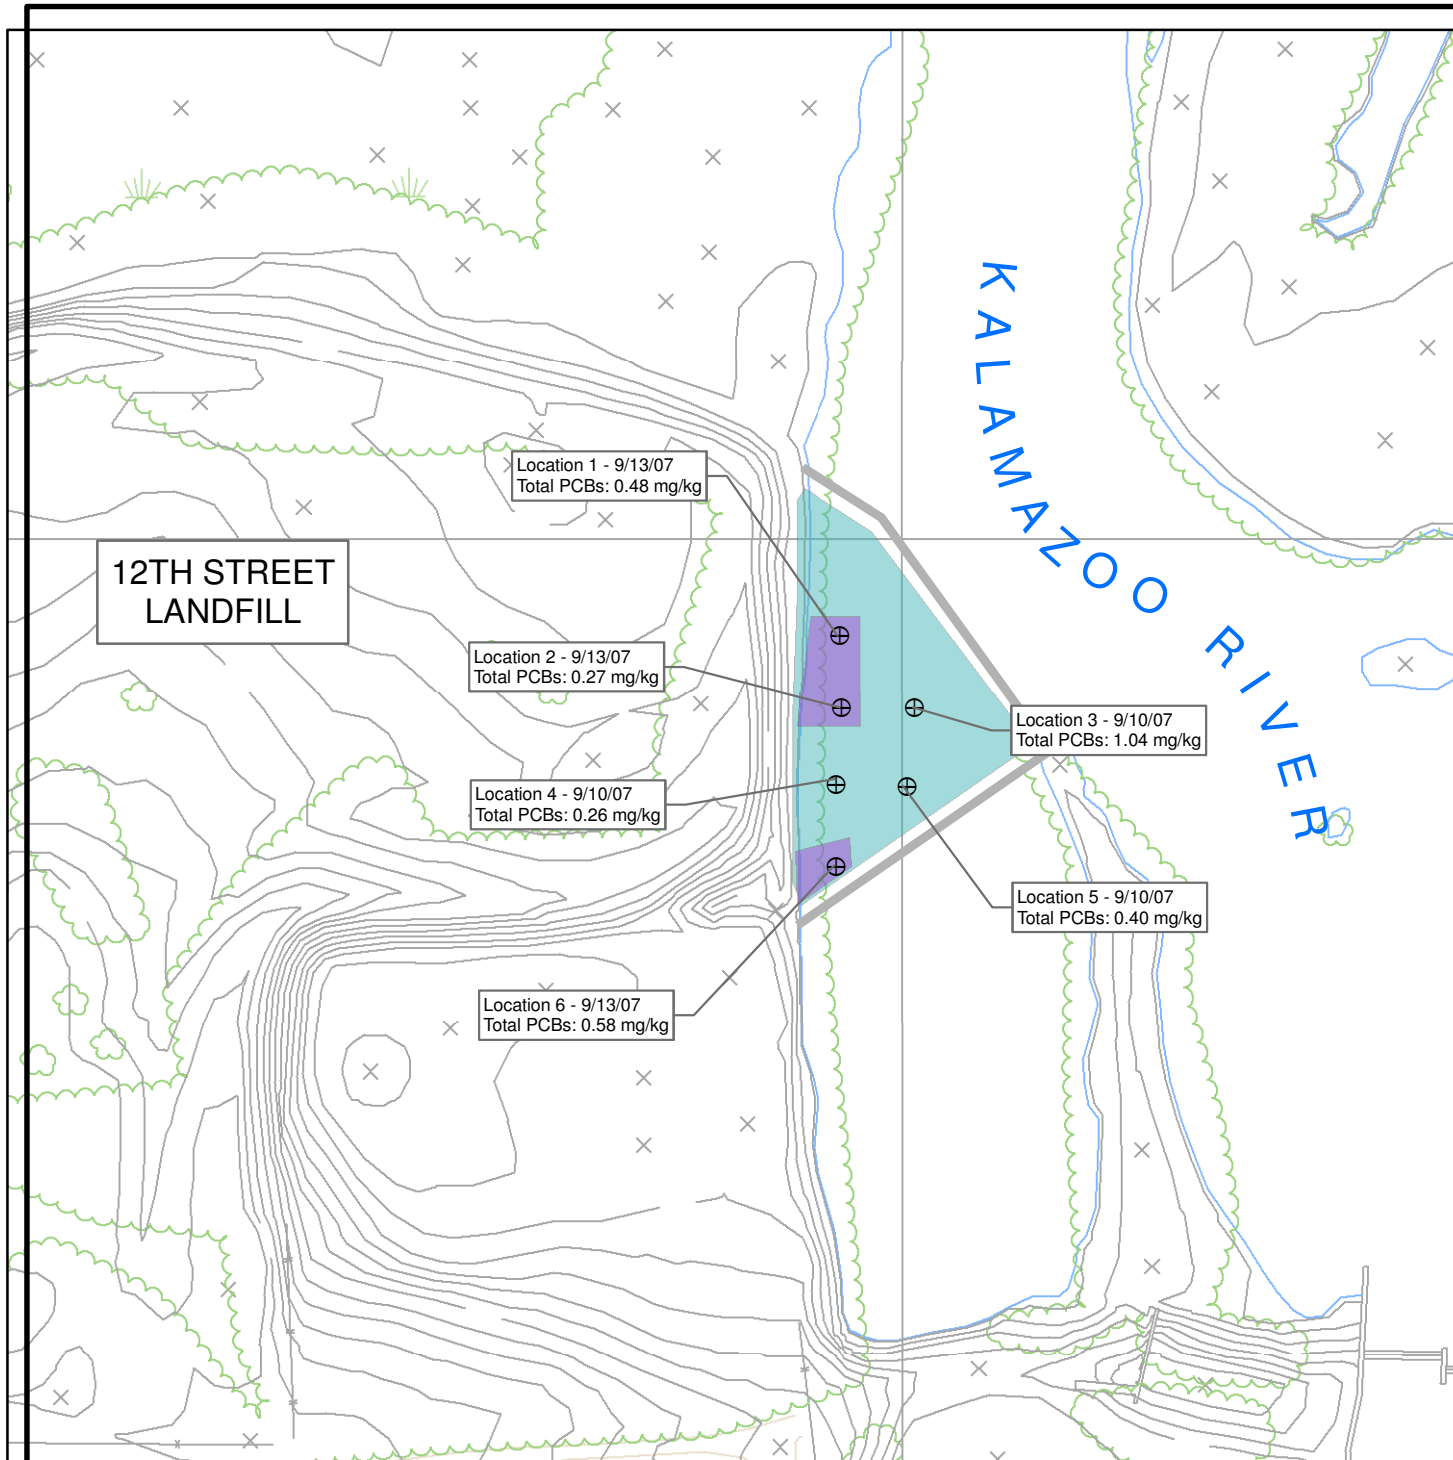 KALAMAZOO RIVER
Location 1 - 9/13/07
Total PCBs: 0.48 mg/kg
12TH STREET
LANDFILL
Location 2 - 9/13/07
Total PCBs: 0.27 mg/kg
Location 3 - 9/10/07
Total PCBs: 1.04 mg/kg
Location 4 - 9/10/07
Total PCBs: 0.26 mg/kg
Location 5 - 9/10/07
Total PCBs: 0.40 mg/kg
Location 6 - 9/13/07
Total PCBs: 0.58 mg/kg